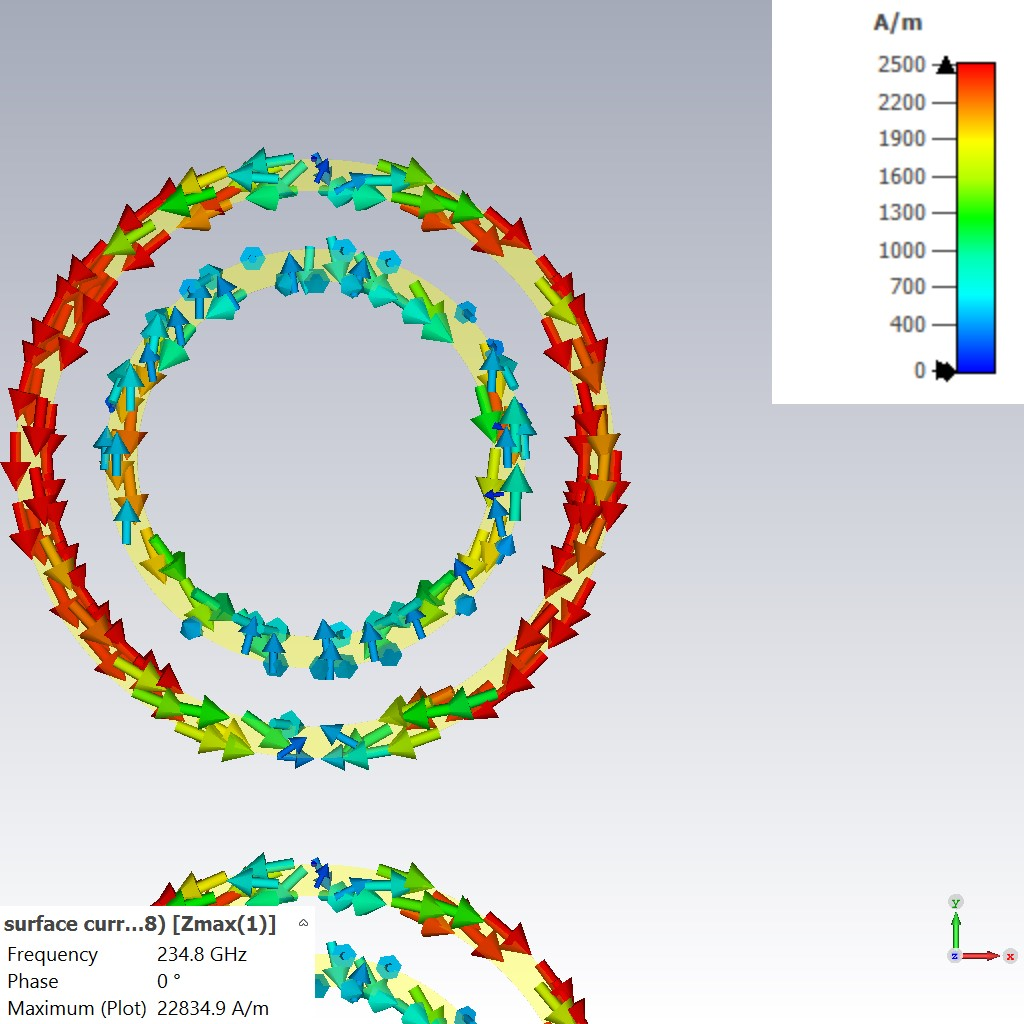 A/m
2500
2200
1900
1600
1300
1000
700
400
0
surface curr...8) [Zmax(1)]
Frequency 234.8 GHz
Phase 0 °
Maximum (Plot) 22834.9 A/m
y
z x